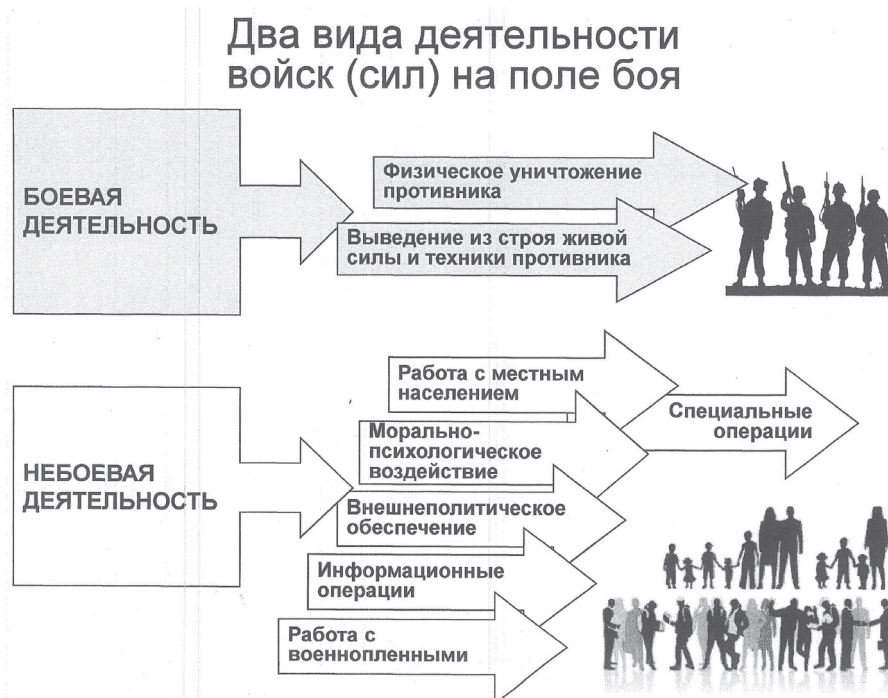 Два вида деятельности
войск (сил) на поле боя
БОЕВАЯ
ДЕЯТЕЛЬНОСТЬ
Физическое уничтожение
противника
Выведение из строя живой
силы и техники противника
НЕБОЕВАЯ
ДЕЯТЕЛЬНОСТЬ
Работа с местным
населением
Морально-
психологическое
воздействие
Внешнеполитическое
обеспечение
Информационные
операции
Работа с
военнопленными
Специальные
операции